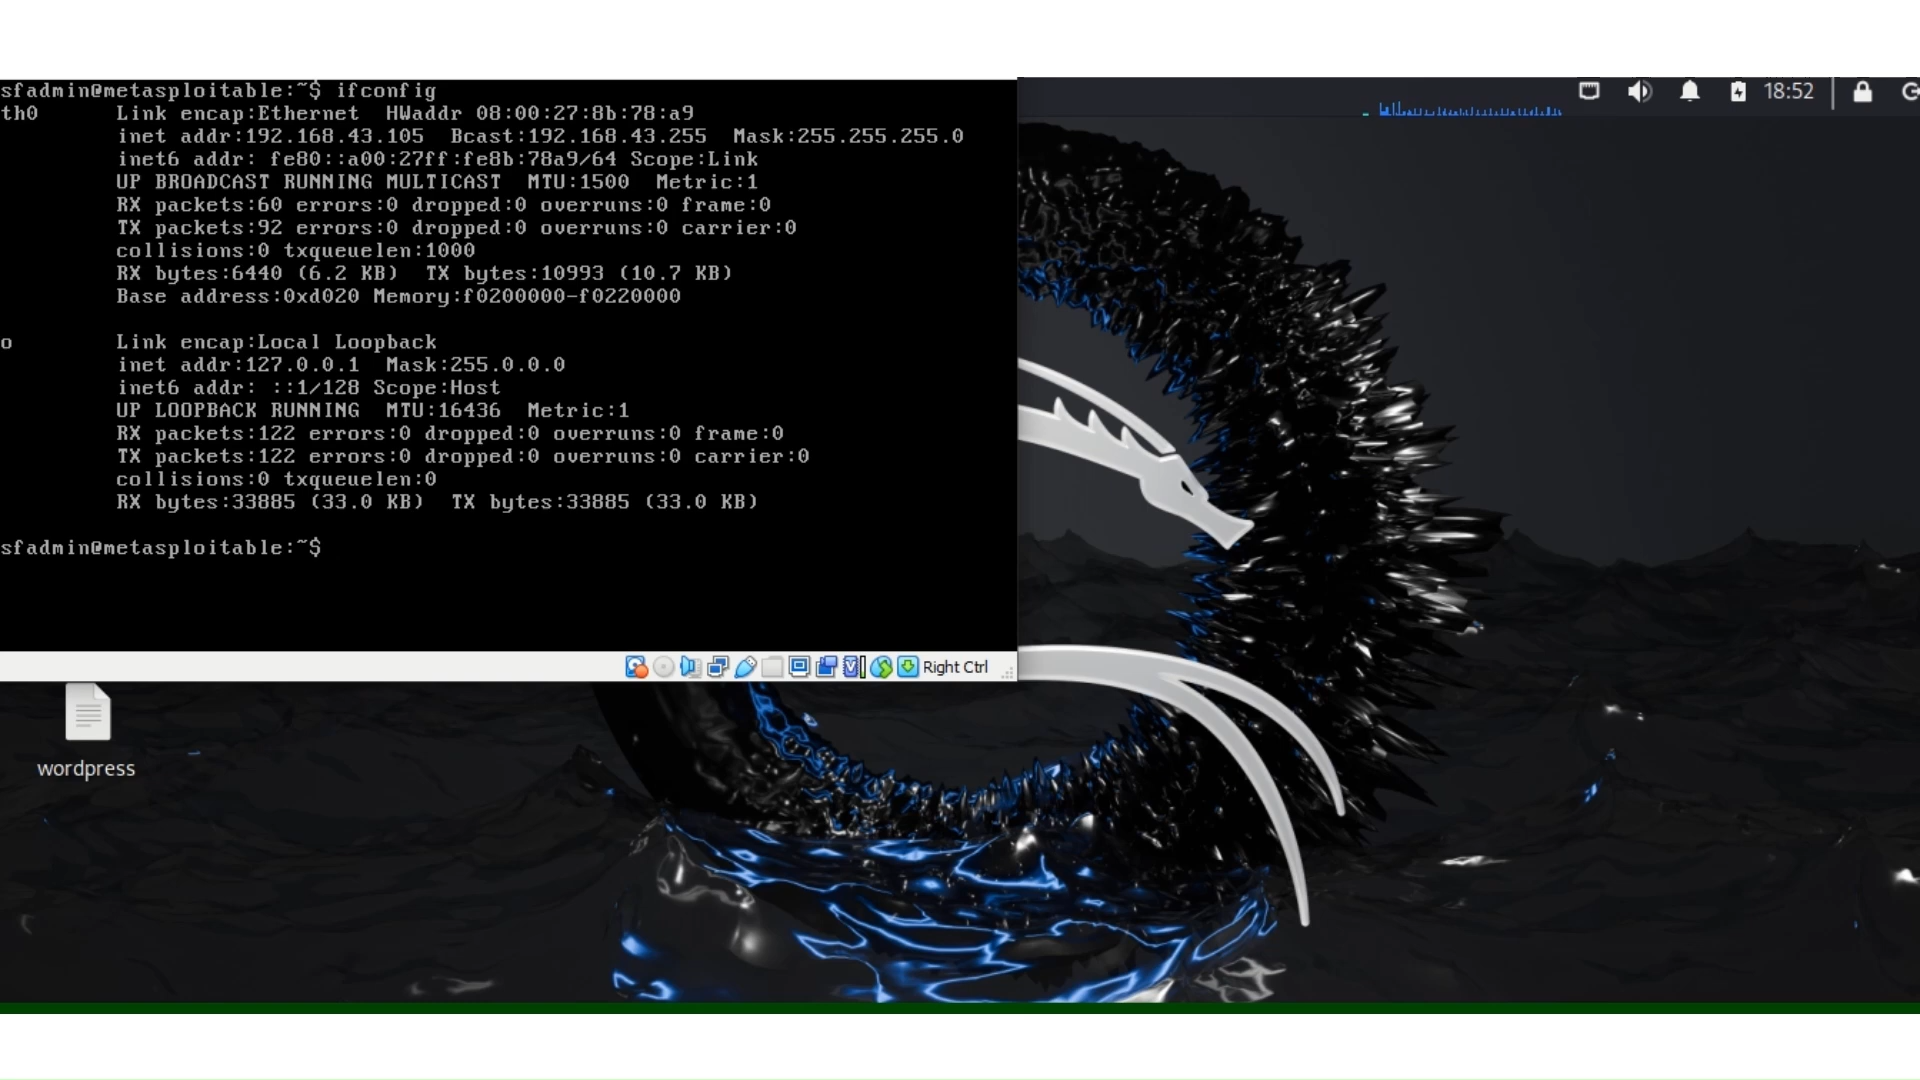 sfadmin@metasploitable:~$ ifconfig
th0 Link encap:Ethernet HWaddr 08:00:27:8b:78:a9
inet addr:192.168.43.105 Bcast:192.168.43.255 Mask:255.255.255.0
inet6 addr: fe80::a00:27ff:fe8b:78a9/64 Scope:Link
UP BROADCAST RUNNING MULTICAST MTU:1500 Metric:1
RX packets:60 errors:0 dropped:0 overruns:0 frame:0
TX packets:92 errors:0 dropped:0 overruns:0 carrier:0
collisions:0 txqueuelen:1000
RX bytes:6440 (6.2 KB) TX bytes:10993 (10.7 KB)
Base address:0xd020 Memory:f0200000-f0220000
o Link encap:Local Loopback
inet addr:127.0.0.1 Mask:255.0.0.0
inet6 addr: ::1/128 Scope:Host
UP LOOPBACK RUNNING MTU:16436 Metric:1
RX packets:122 errors:0 dropped:0 overruns:0 frame:0
TX packets:122 errors:0 dropped:0 overruns:0 carrier:0
collisions:0 txqueuelen:0
RX bytes:33885 (33.0 KB) TX bytes:33885 (33.0 KB)
sfadmin@metasploitable:~$
Right Ctrl
18:52
wordpress